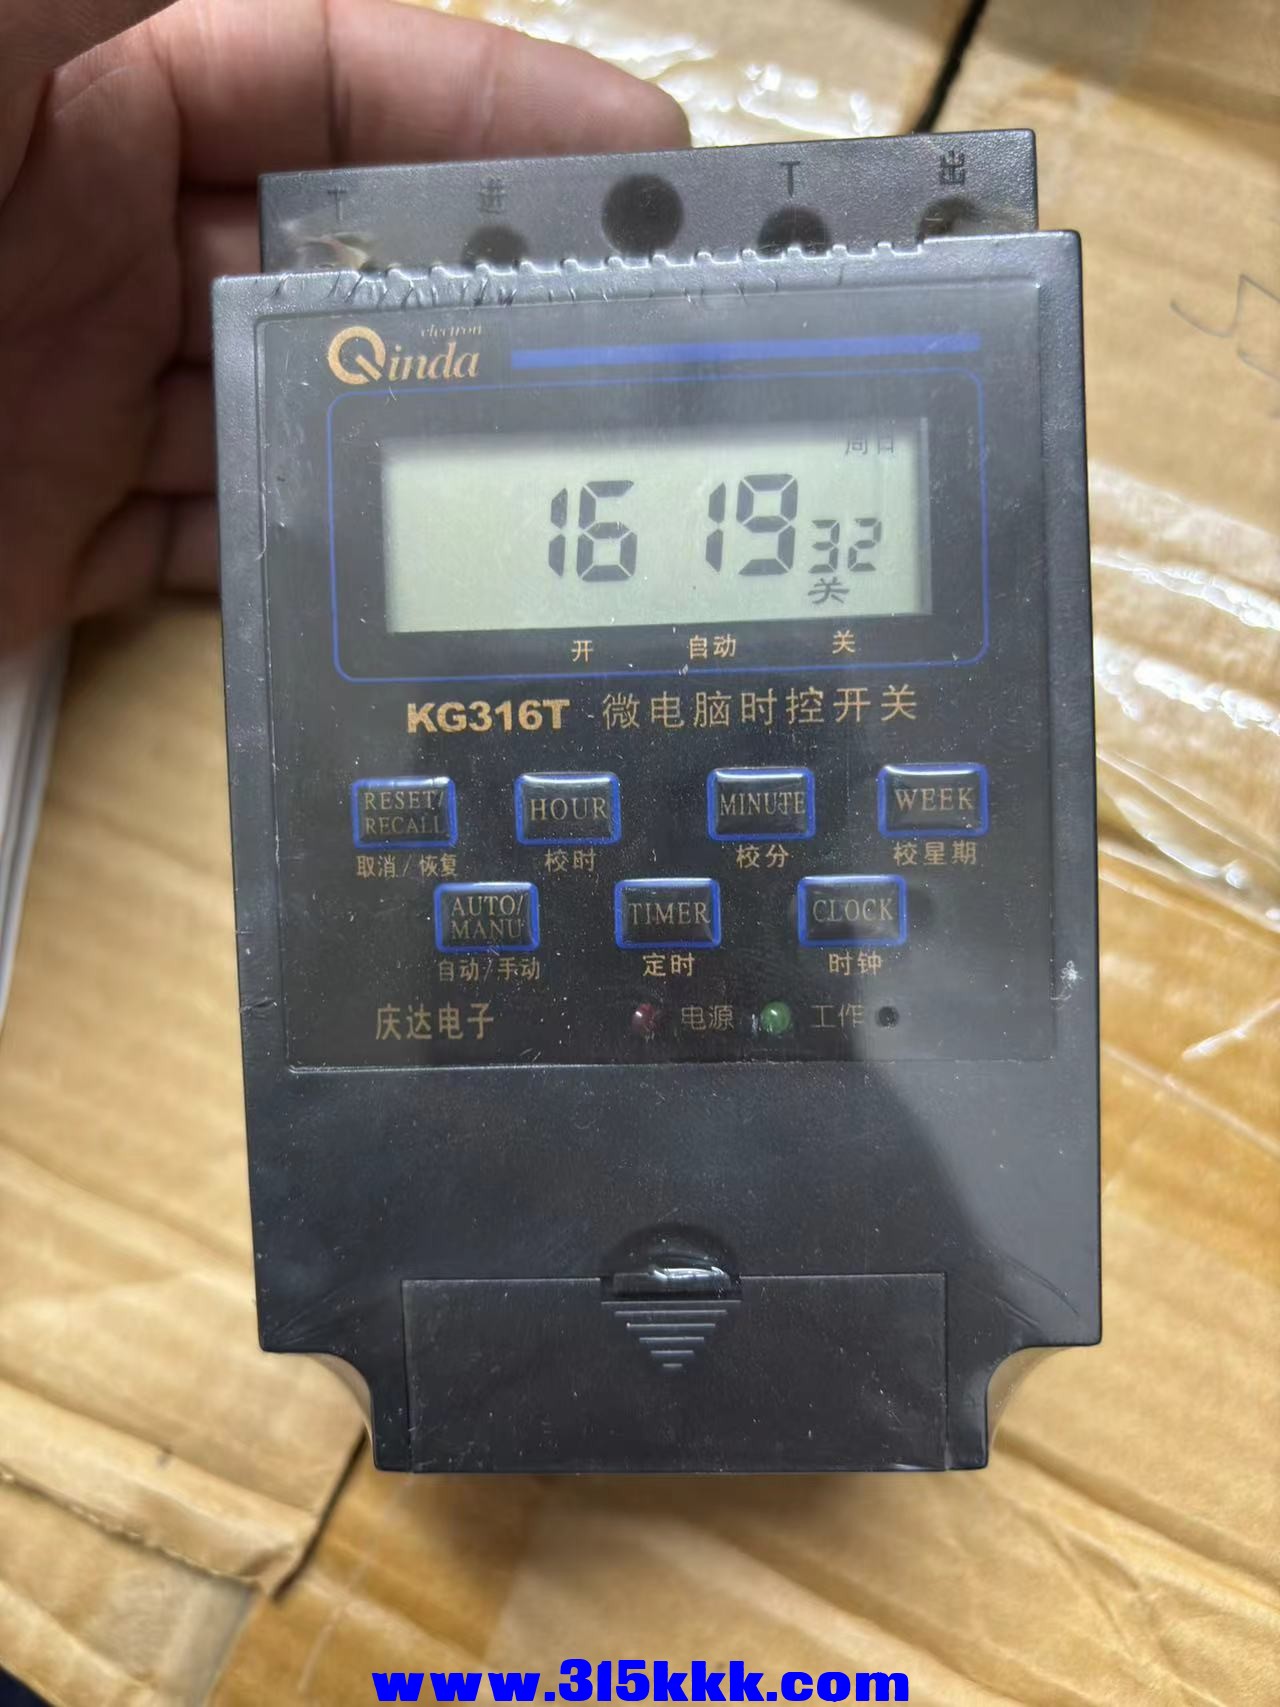 T 进 T 出
electron
Qinda
周日
16 19 32
关
开 自动 关
KG316T 微电脑时控开关
RESET/RECALL HOUR MINUTE WEEK
取消/恢复 校时 校分 校星期
AUTO/MANU TIMER CLOCK
自动/手动 定时 时钟
庆达电子 电源 工作
www.315kkk.com